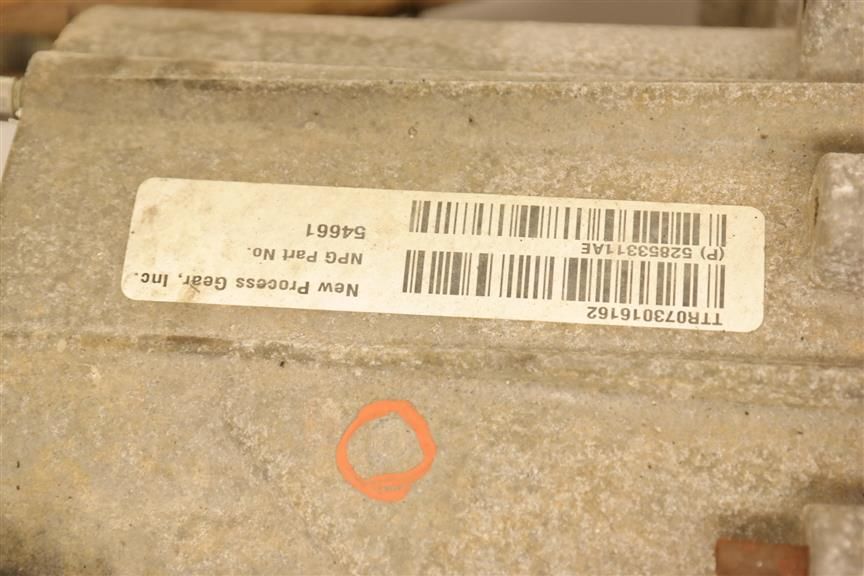 TTR073016162
(P) 52853311AE
New Process Gear, Inc.
NPG Part No.
54661